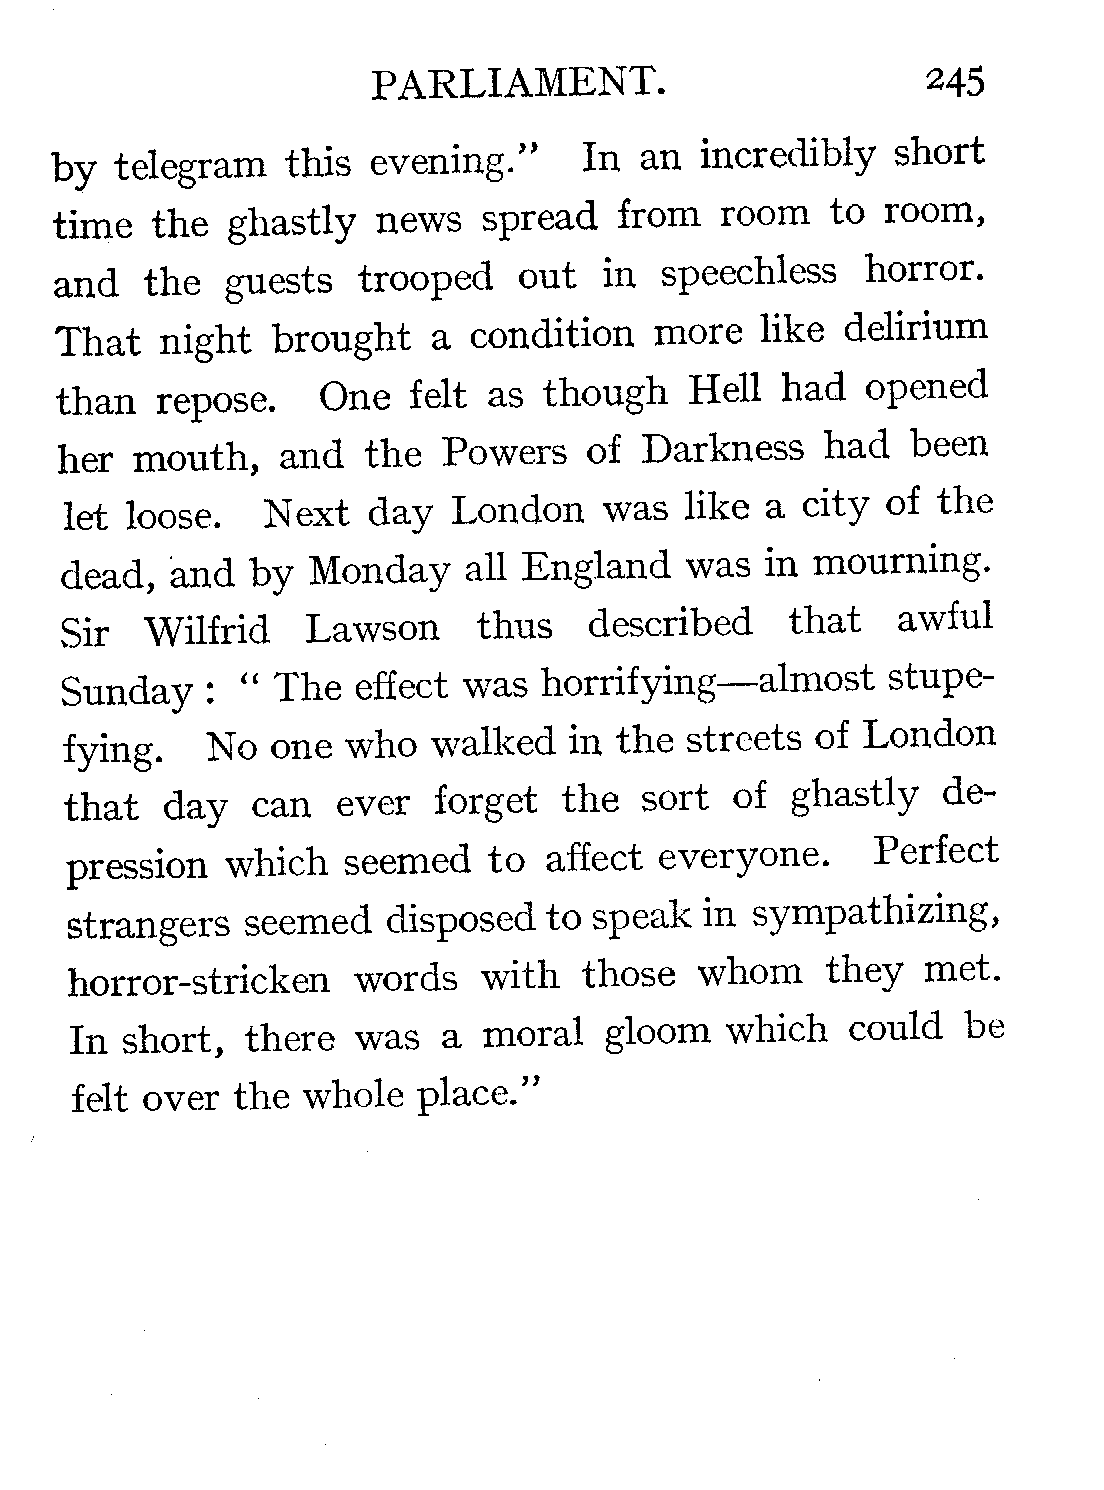 PARLIAMENT. 245
by telegram this evening.” In an incredibly short
time the ghastly news spread from room to room,
and the guests trooped out in speechless horror.
That night brought a condition more like delirium
than repose. One felt as though Hell had opened
her mouth, and the Powers of Darkness had been
let loose. Next day London was like a city of the
dead, and by Monday all England was in mourning.
Sir Wilfrid Lawson thus described that awful
Sunday : “ The effect was horrifying—almost stupe-
fying. No one who walked in the streets of London
that day can ever forget the sort of ghastly de-
pression which seemed to affect everyone. Perfect
strangers seemed disposed to speak in sympathizing,
horror-stricken words with those whom they met.
In short, there was a moral gloom which could be
felt over the whole place.”